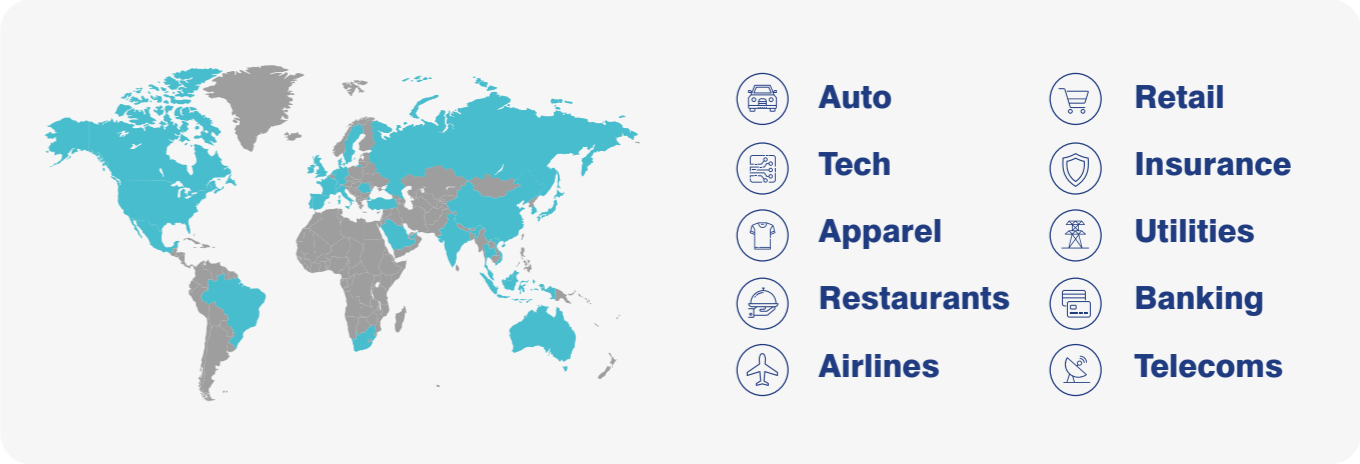 Auto
Tech
Apparel
Restaurants
Airlines
Retail
Insurance
Utilities
Banking
Telecoms